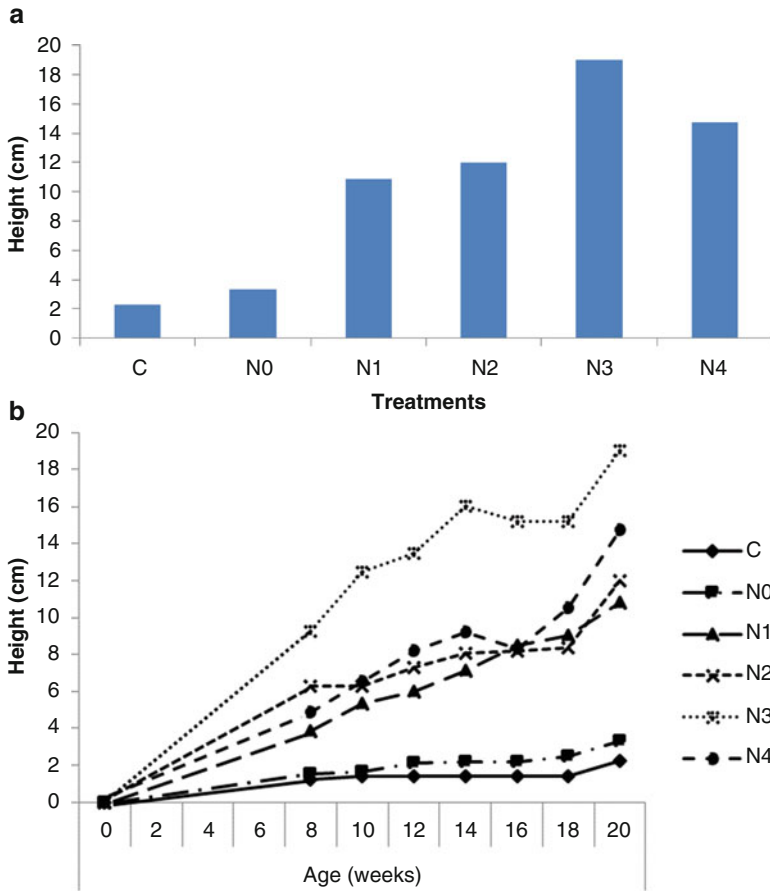 a
20
18
16
14
12
10
8
6
4
2
0
Height (cm)
C N0 N1 N2 N3 N4
Treatments
b
20
18
16
14
12
10
8
6
4
2
0
Height (cm)
0 2 4 6 8 10 12 14 16 18 20
Age (weeks)
C
N0
N1
N2
N3
N4